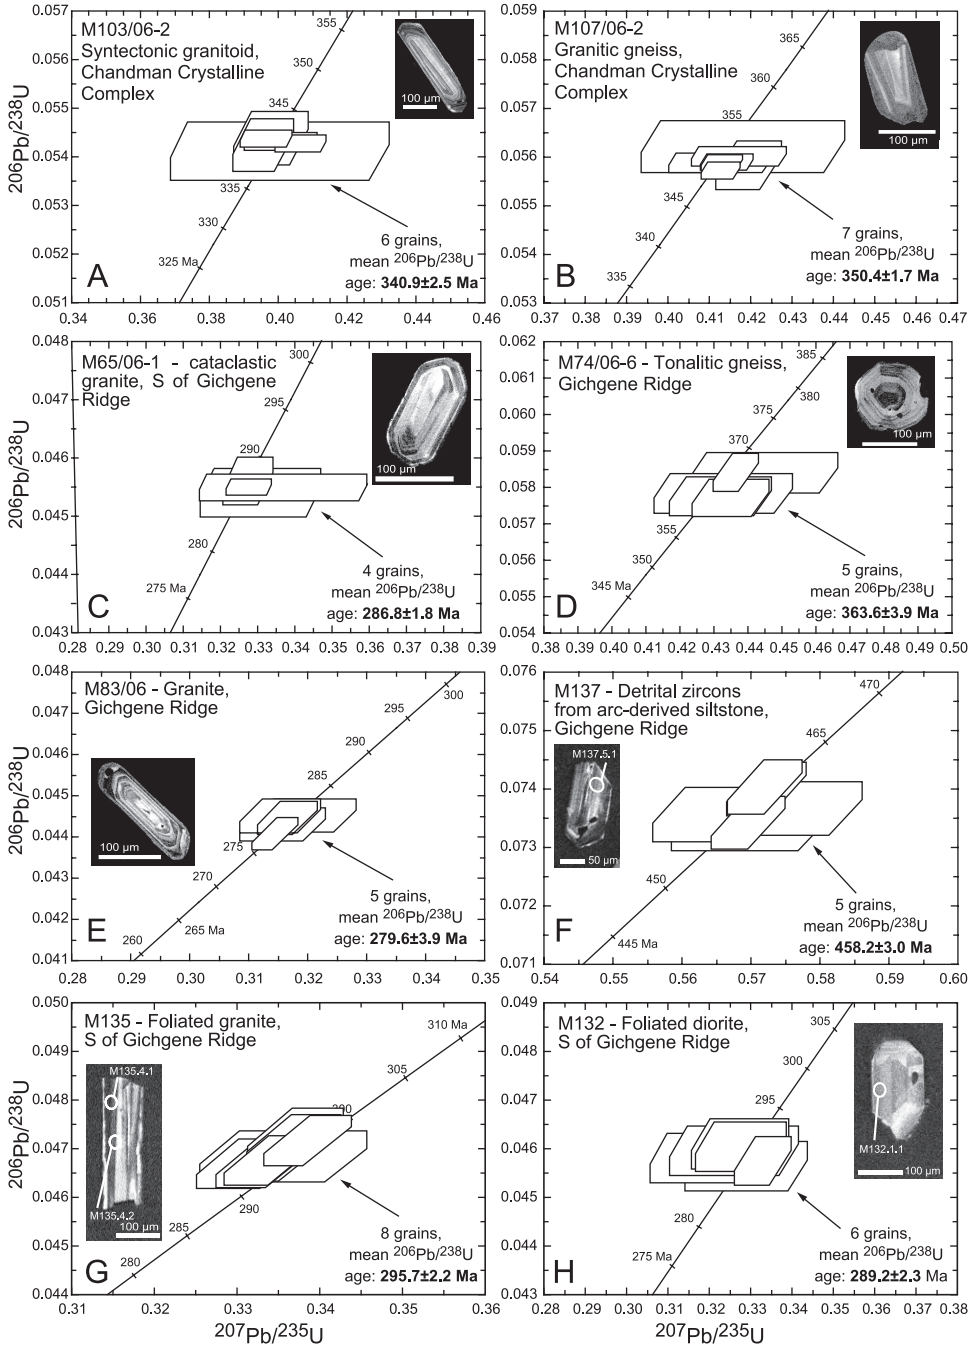 M103/06-2
Syntectonic granitoid,
Chandman Crystalline
Complex
100 µm
206Pb/238U
0.057
0.056
0.055
0.054
0.053
0.052
0.051
355
350
345
335
330
325 Ma
6 grains,
mean 206Pb/238U
age: 340.9±2.5 Ma
A
0.34 0.36 0.38 0.40 0.42 0.44 0.46
M107/06-2
Granitic gneiss,
Chandman Crystalline
Complex
100 µm
0.059
0.058
0.057
0.056
0.055
0.054
0.053
365
360
355
345
340
335
7 grains,
mean 206Pb/238U
age: 350.4±1.7 Ma
B
0.37 0.38 0.39 0.40 0.41 0.42 0.43 0.44 0.45 0.46 0.47
M65/06-1 - cataclastic
granite, S of Gichgene
Ridge
100 µm
206Pb/238U
0.048
0.047
0.046
0.045
0.044
0.043
300
295
290
280
275 Ma
4 grains,
mean 206Pb/238U
age: 286.8±1.8 Ma
C
0.28 0.29 0.30 0.31 0.32 0.33 0.34 0.35 0.36 0.37 0.38 0.39
M74/06-6 - Tonalitic gneiss,
Gichgene Ridge
100 µm
0.062
0.061
0.060
0.059
0.058
0.057
0.056
0.055
0.054
385
380
375
370
355
350
345 Ma
5 grains,
mean 206Pb/238U
age: 363.6±3.9 Ma
D
0.39 0.40 0.41 0.42 0.43 0.44 0.45 0.46 0.47 0.48 0.49 0.50
M83/06 - Granite,
Gichgene Ridge
100 µm
206Pb/238U
0.048
0.047
0.046
0.045
0.044
0.043
0.042
0.041
300
295
290
285
275
270
265 Ma
260
5 grains,
mean 206Pb/238U
age: 279.6±3.9 Ma
E
0.28 0.29 0.30 0.31 0.32 0.33 0.34 0.35
M137 - Detrital zircons
from arc-derived siltstone,
Gichgene Ridge
M137.5.1
50 µm
0.076
0.075
0.074
0.073
0.072
0.071
470
465
450
445 Ma
5 grains,
mean 206Pb/238U
age: 458.2±3.0 Ma
F
0.54 0.55 0.56 0.57 0.58 0.59 0.60
M135 - Foliated granite,
S of Gichgene Ridge
M135.4.1
M135.4.2
100 µm
206Pb/238U
0.050
0.049
0.048
0.047
0.046
0.045
0.044
310 Ma
305
290
285
280
8 grains,
mean 206Pb/238U
age: 295.7±2.2 Ma
G
0.31 0.32 0.33 0.34 0.35 0.36
207Pb/235U
M132 - Foliated diorite,
S of Gichgene Ridge
M132.1.1
100 µm
0.049
0.048
0.047
0.046
0.045
0.044
0.043
305
300
295
280
275 Ma
6 grains,
mean 206Pb/238U
age: 289.2±2.3 Ma
H
0.28 0.29 0.30 0.31 0.32 0.33 0.34 0.35 0.36 0.37 0.38
207Pb/235U